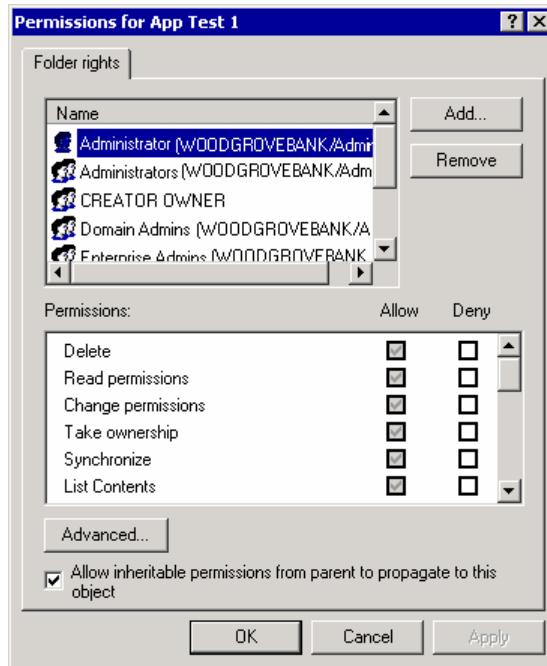 Permissions for App Test 1
Folder rights
Name
Administrator (WOODGROVEBANK/Admir
Administrators (WOODGROVEBANK/Adm
CREATOR OWNER
Domain Admins (WOODGROVEBANK/A
Enterprise Admins (WOODGROVEBANK
Add...
Remove
Permissions: Allow Deny
Delete
Read permissions
Change permissions
Take ownership
Synchronize
List Contents
Advanced...
Allow inheritable permissions from parent to propagate to this
object
OK Cancel Apply